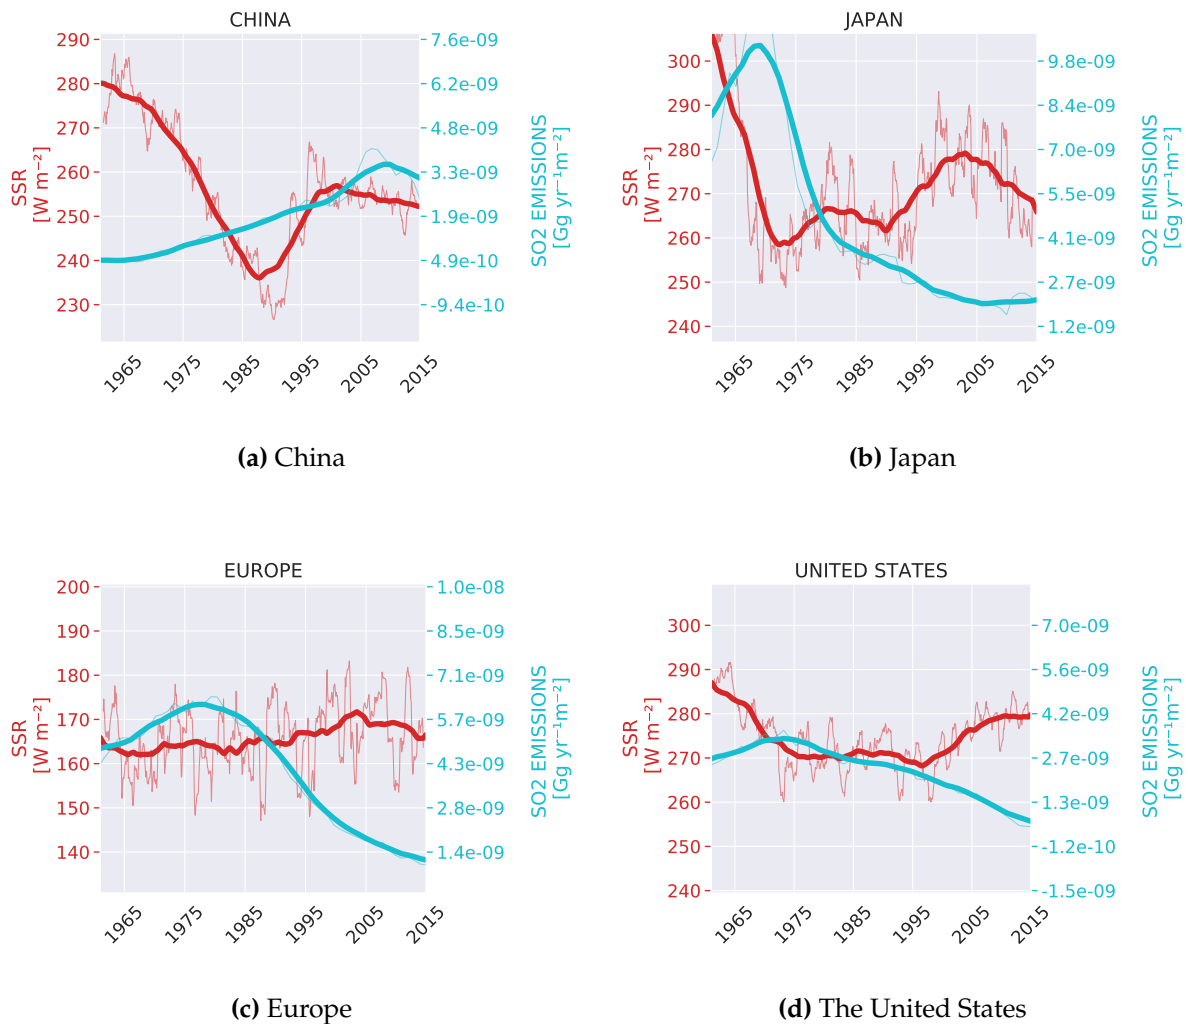 CHINA
290
280
270
260
250
240
230
SSR
[W m⁻²]
7.6e-09
6.2e-09
4.8e-09
3.3e-09
1.9e-09
4.9e-10
-9.4e-10
SO2 EMISSIONS
[Gg yr⁻¹m⁻²]
1965
1975
1985
1995
2005
2015
(a) China
JAPAN
300
290
280
270
260
250
240
SSR
[W m⁻²]
9.8e-09
8.4e-09
7.0e-09
5.5e-09
4.1e-09
2.7e-09
1.2e-09
SO2 EMISSIONS
[Gg yr⁻¹m⁻²]
1965
1975
1985
1995
2005
2015
(b) Japan
EUROPE
200
190
180
170
160
150
140
SSR
[W m⁻²]
1.0e-08
8.5e-09
7.1e-09
5.7e-09
4.3e-09
2.8e-09
1.4e-09
SO2 EMISSIONS
[Gg yr⁻¹m⁻²]
1965
1975
1985
1995
2005
2015
(c) Europe
UNITED STATES
300
290
280
270
260
250
240
SSR
[W m⁻²]
7.0e-09
5.6e-09
4.2e-09
2.7e-09
1.3e-09
-1.2e-10
-1.5e-09
SO2 EMISSIONS
[Gg yr⁻¹m⁻²]
1965
1975
1985
1995
2005
2015
(d) The United States